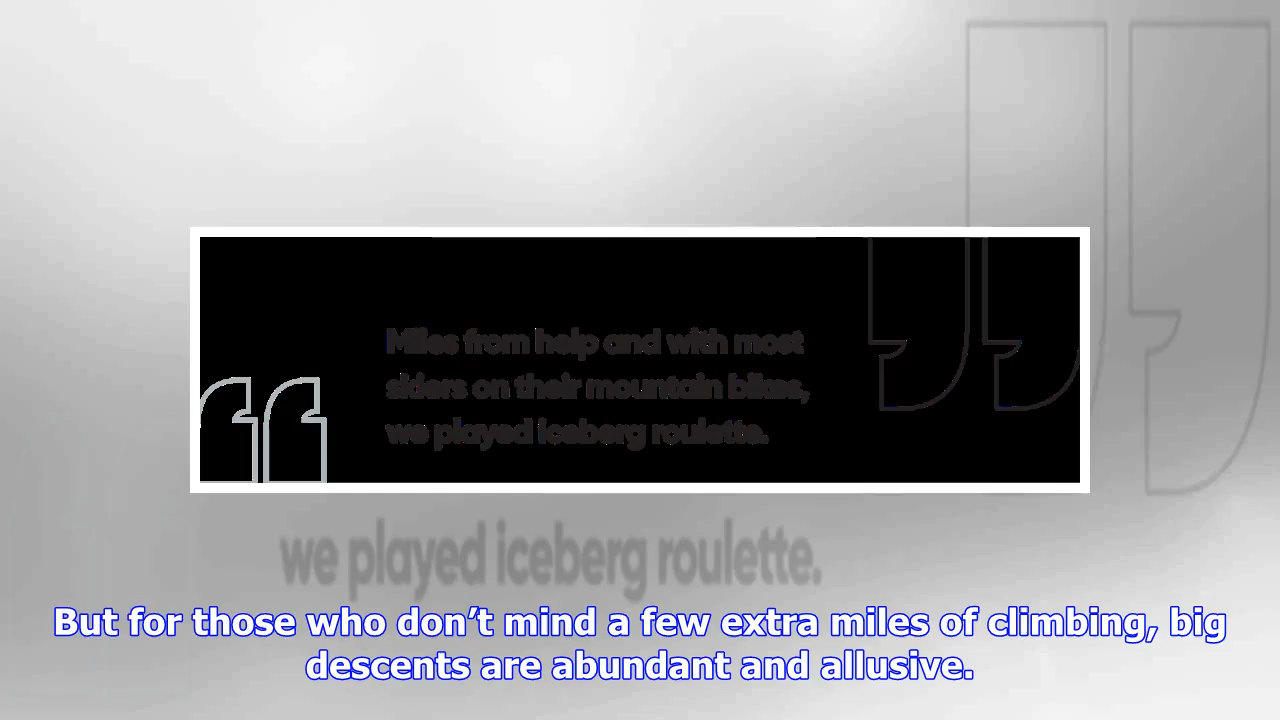 Miles from help and with most
skiers on their mountain bikes,
we played iceberg roulette.
we played iceberg roulette.
But for those who don’t mind a few extra miles of climbing, big
descents are abundant and allusive.